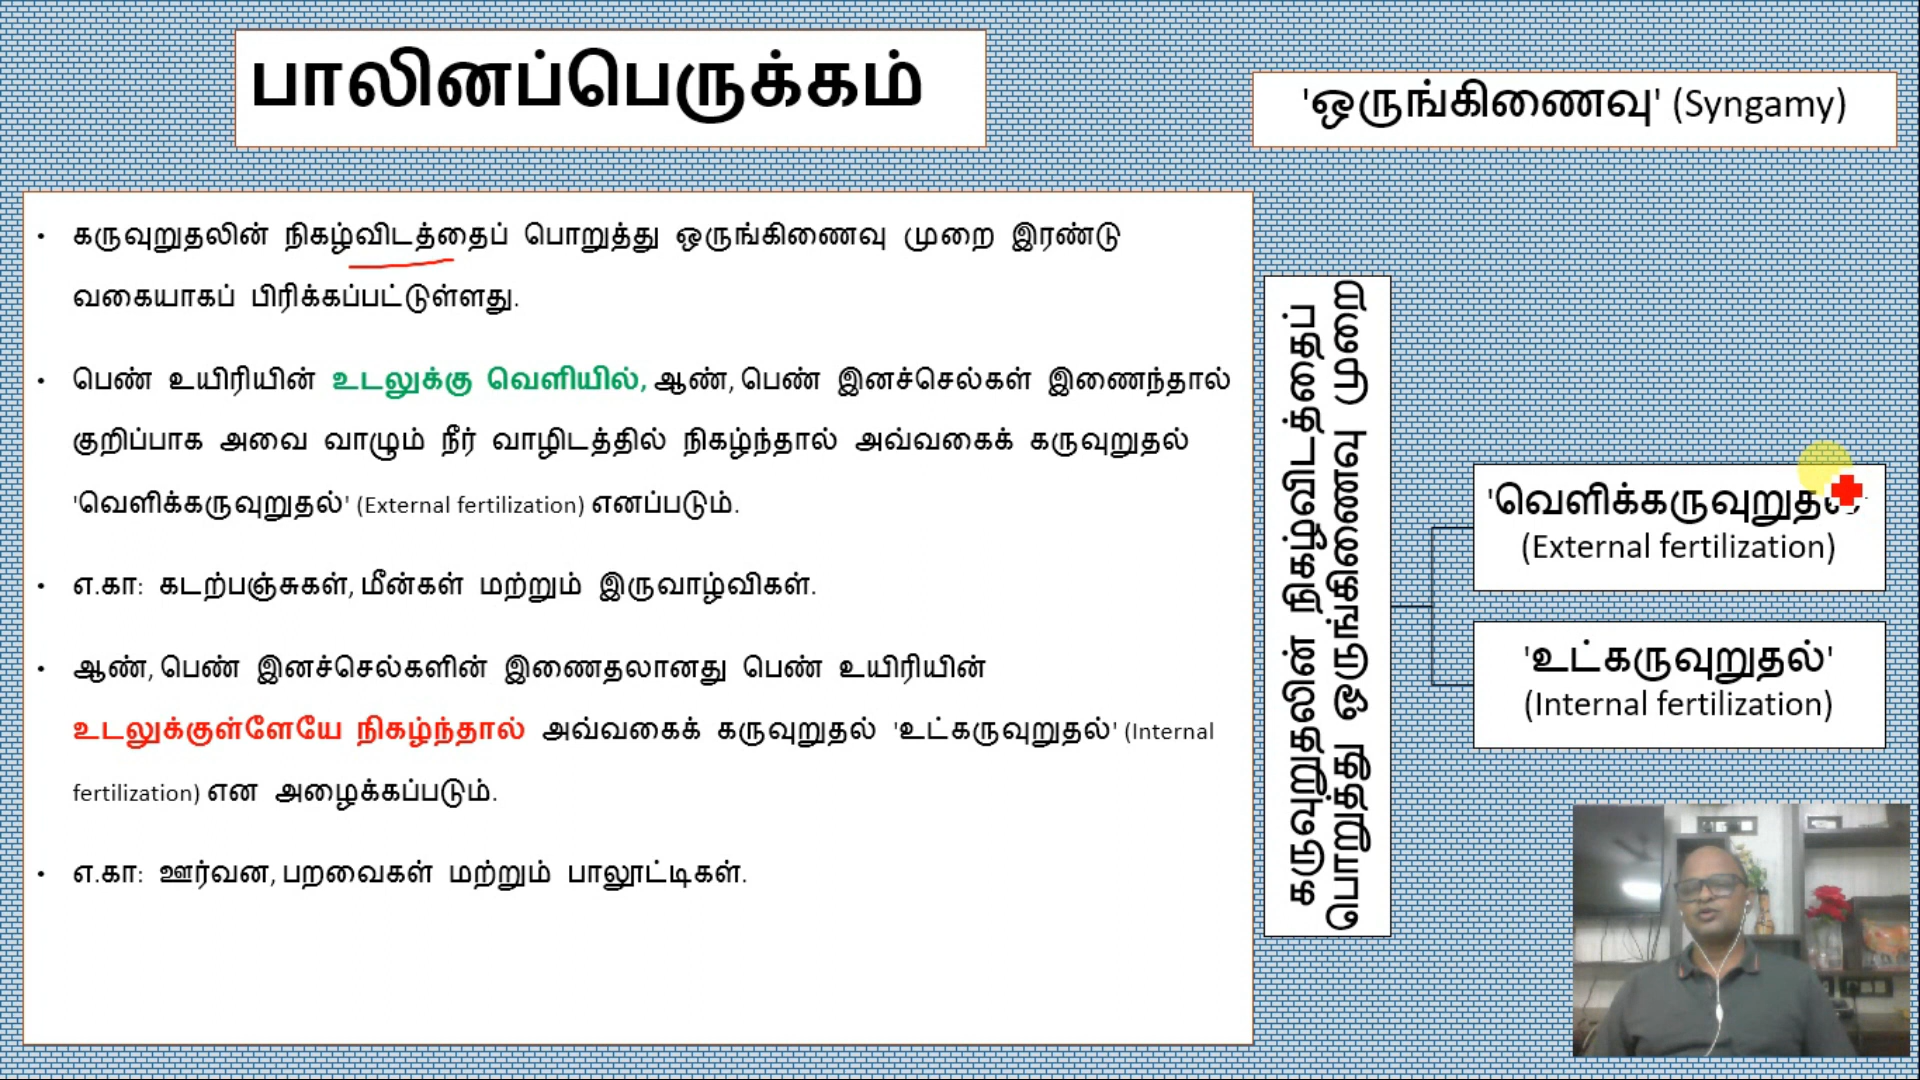 பாலினப்பெருக்கம்
'ஒருங்கிணைவு' (Syngamy)
• கருவுறுதலின் நிகழ்விடத்தைப் பொறுத்து ஒருங்கிணைவு முறை இரண்டு
வகையாகப் பிரிக்கப்பட்டுள்ளது.
• பெண் உயிரியின் உடலுக்கு வெளியில், ஆண், பெண் இனச்செல்கள் இணைந்தால்
குறிப்பாக அவை வாழும் நீர் வாழிடத்தில் நிகழ்ந்தால் அவ்வகைக் கருவுறுதல்
'வெளிக்கருவுறுதல்' (External fertilization) எனப்படும்.
• எ.கா: கடற்பஞ்சுகள், மீன்கள் மற்றும் இருவாழ்விகள்.
• ஆண், பெண் இனச்செல்களின் இணைதலானது பெண் உயிரியின்
உடலுக்குள்ளேயே நிகழ்ந்தால் அவ்வகைக் கருவுறுதல் 'உட்கருவுறுதல்' (Internal
fertilization) என அழைக்கப்படும்.
• எ.கா: ஊர்வன, பறவைகள் மற்றும் பாலூட்டிகள்.
கருவுறுதலின் நிகழ்விடத்தைப்
பொறுத்து ஒருங்கிணைவு முறை
(External fertilization)
'உட்கருவுறுதல்'
(Internal fertilization)